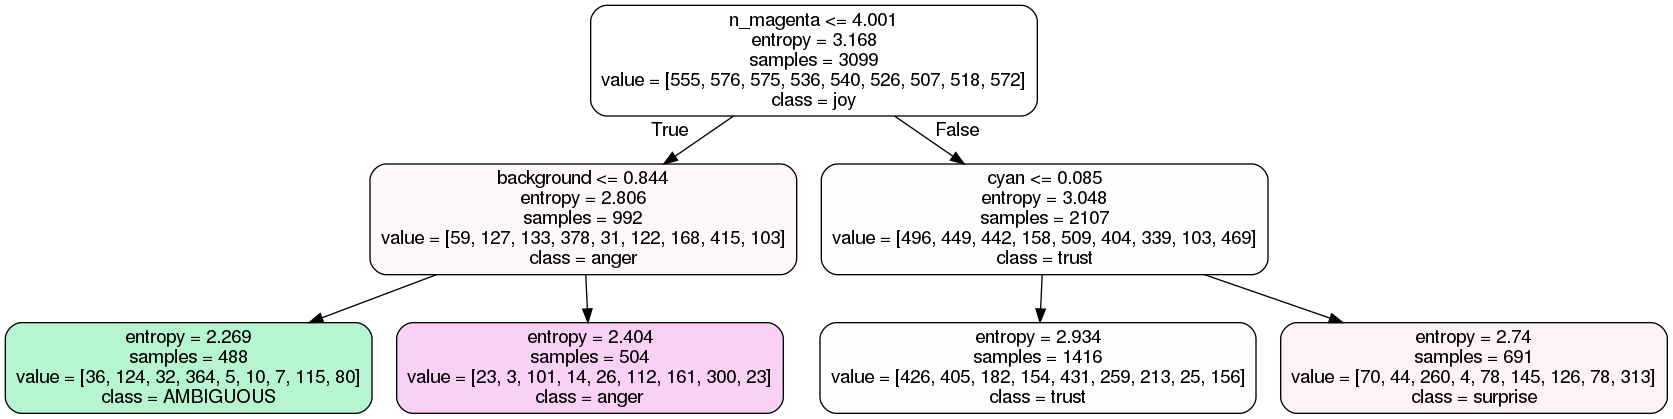 n_magenta <= 4.001
entropy = 3.168
samples = 3099
value = [555, 576, 575, 536, 540, 526, 507, 518, 572]
class = joy
True
False
background <= 0.844
entropy = 2.806
samples = 992
value = [59, 127, 133, 378, 31, 122, 168, 415, 103]
class = anger
cyan <= 0.085
entropy = 3.048
samples = 2107
value = [496, 449, 442, 158, 509, 404, 339, 103, 469]
class = trust
entropy = 2.269
samples = 488
value = [36, 124, 32, 364, 5, 10, 7, 115, 80]
class = AMBIGUOUS
entropy = 2.404
samples = 504
value = [23, 3, 101, 14, 26, 112, 161, 300, 23]
class = anger
entropy = 2.934
samples = 1416
value = [426, 405, 182, 154, 431, 259, 213, 25, 156]
class = trust
entropy = 2.74
samples = 691
value = [70, 44, 260, 4, 78, 145, 126, 78, 313]
class = surprise